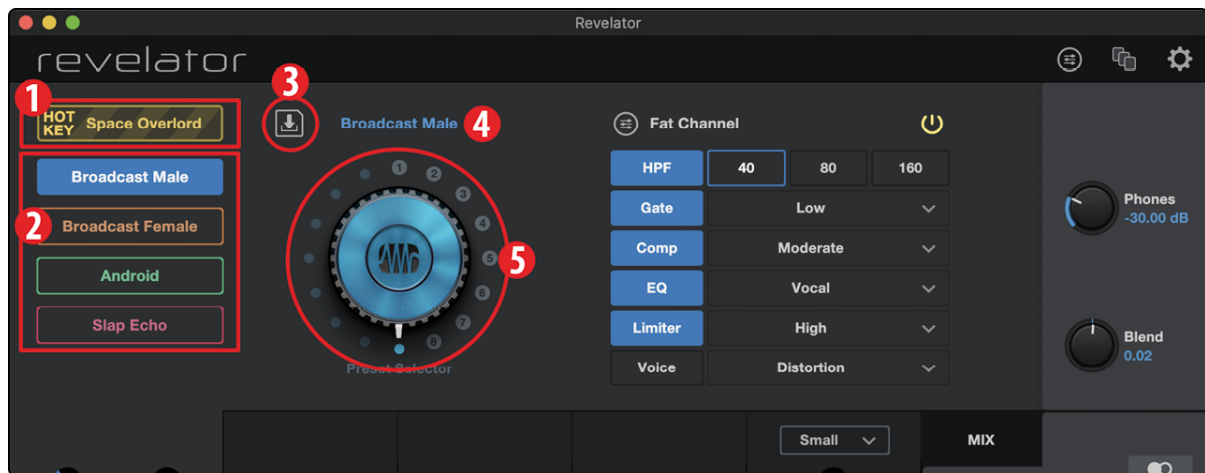 Revelator
revelator
1
HOT KEY Space Overlord
3
Broadcast Male 4
Fat Channel
Broadcast Male
2
Broadcast Female
Android
Slap Echo
1
2
3
4
5
6
7
8
5
Preset Selector
HPF 40 80 160
Gate Low
Comp Moderate
EQ Vocal
Limiter High
Voice Distortion
Phones
-30.00 dB
Blend
0.02
Small
MIX